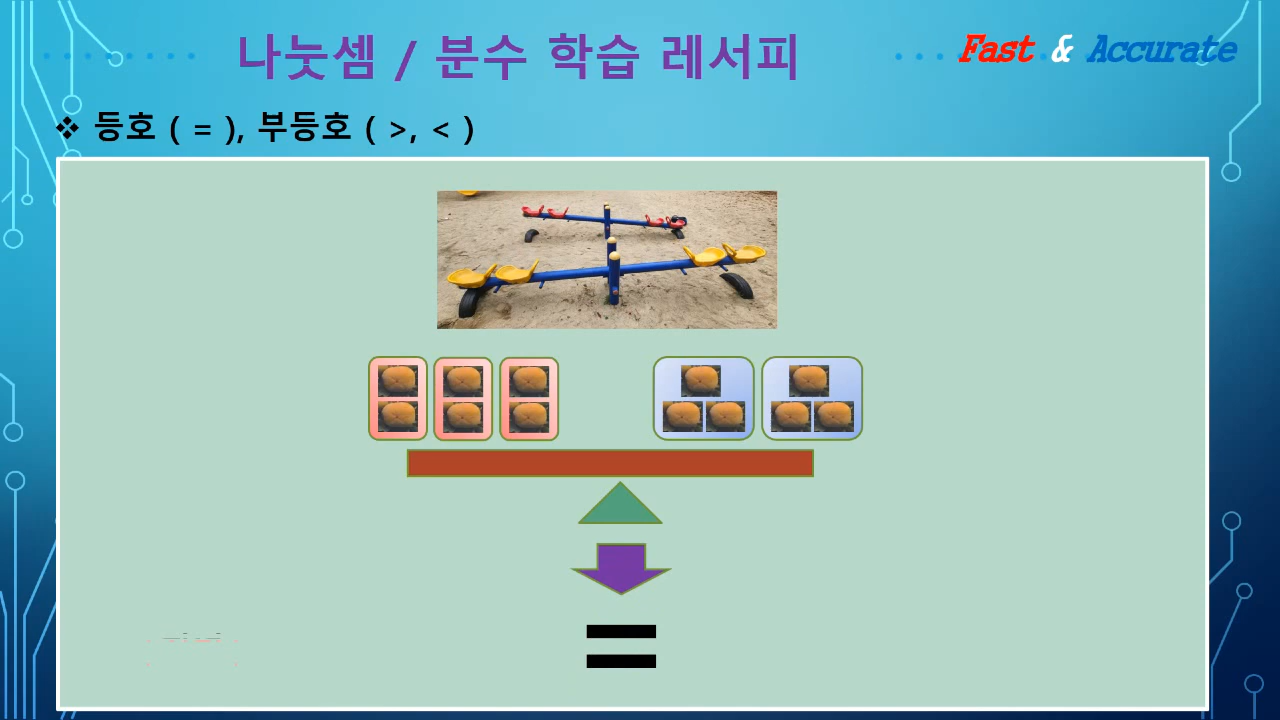 나눗셈 / 분수 학습 레서피
Fast & Accurate
❖ 등호 ( = ), 부등호 ( >, < )
=